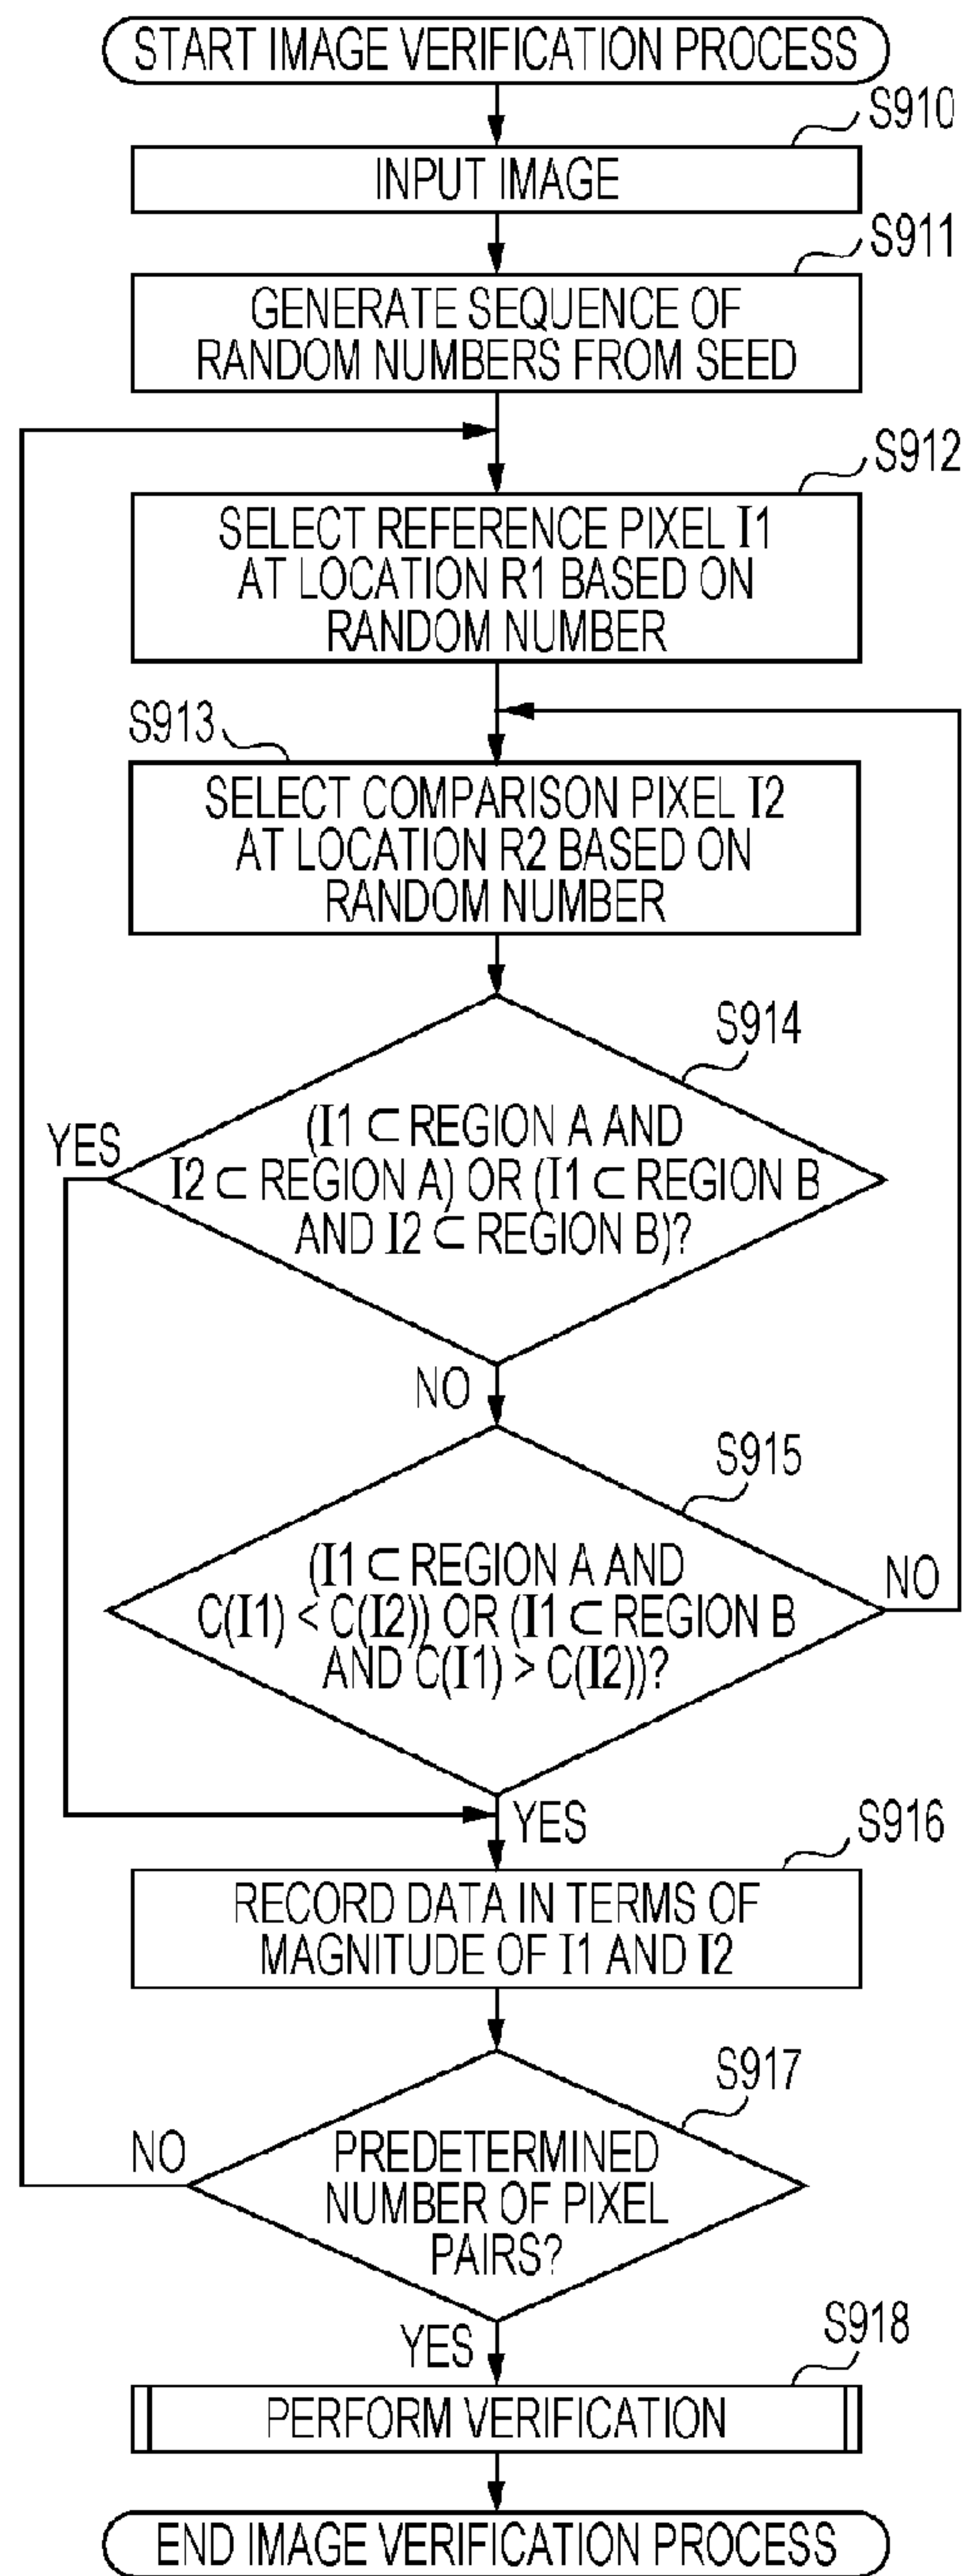 START IMAGE VERIFICATION PROCESS
S910
INPUT IMAGE
S911
GENERATE SEQUENCE OF
RANDOM NUMBERS FROM SEED
S912
SELECT REFERENCE PIXEL I1
AT LOCATION R1 BASED ON
RANDOM NUMBER
S913
SELECT COMPARISON PIXEL I2
AT LOCATION R2 BASED ON
RANDOM NUMBER
S914
YES
(I1 ⊂ REGION A AND
I2 ⊂ REGION A) OR (I1 ⊂ REGION B
AND I2 ⊂ REGION B)?
NO
S915
(I1 ⊂ REGION A AND
C(I1) < C(I2)) OR (I1 ⊂ REGION B
AND C(I1) > C(I2))?
NO
YES
S916
RECORD DATA IN TERMS OF
MAGNITUDE OF I1 AND I2
S917
NO
PREDETERMINED
NUMBER OF PIXEL
PAIRS?
YES
S918
PERFORM VERIFICATION
END IMAGE VERIFICATION PROCESS